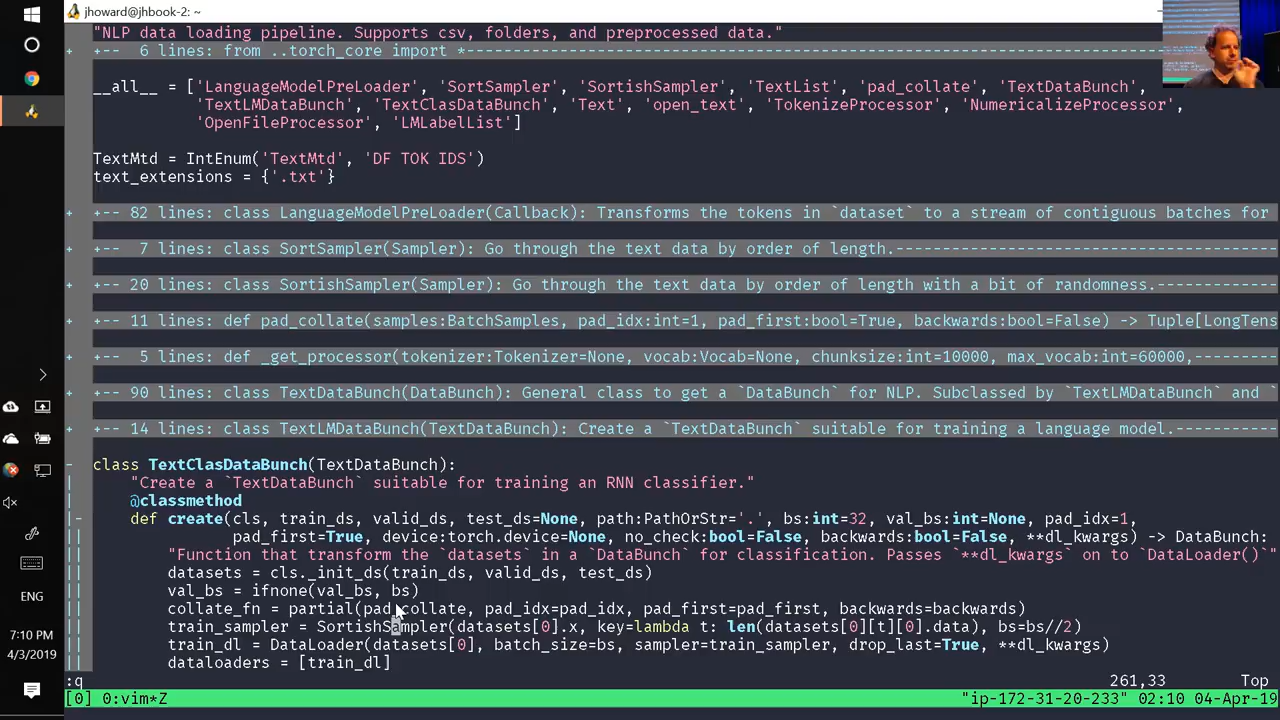 jhoward@jhbook-2: ~
"NLP data loading pipeline. Supports csv, folders, and preprocessed data."
+ +-- 6 lines: from ..torch_core import *
__all__ = ['LanguageModelPreLoader', 'SortSampler', 'SortishSampler', 'TextList', 'pad_collate', 'TextDataBunch',
'TextLMDataBunch', 'TextClasDataBunch', 'Text', 'open_text', 'TokenizeProcessor', 'NumericalizeProcessor',
'OpenFileProcessor', 'LMLabelList']
TextMtd = IntEnum('TextMtd', 'DF TOK IDS')
text_extensions = {'.txt'}
+ +-- 82 lines: class LanguageModelPreLoader(Callback): Transforms the tokens in `dataset` to a stream of contiguous batches for
+ +-- 7 lines: class SortSampler(Sampler): Go through the text data by order of length.
+ +-- 20 lines: class SortishSampler(Sampler): Go through the text data by order of length with a bit of randomness.
+ +-- 11 lines: def pad_collate(samples:BatchSamples, pad_idx:int=1, pad_first:bool=True, backwards:bool=False) -> Tuple[LongTens
+ +-- 5 lines: def _get_processor(tokenizer:Tokenizer=None, vocab:Vocab=None, chunksize:int=10000, max_vocab:int=60000,
+ +-- 90 lines: class TextDataBunch(DataBunch): General class to get a `DataBunch` for NLP. Subclassed by `TextLMDataBunch` and `
+ +-- 14 lines: class TextLMDataBunch(TextDataBunch): Create a `TextDataBunch` suitable for training a language model.
- class TextClasDataBunch(TextDataBunch):
| "Create a `TextDataBunch` suitable for training an RNN classifier."
| @classmethod
|- def create(cls, train_ds, valid_ds, test_ds=None, path:PathOrStr='.', bs:int=32, val_bs:int=None, pad_idx=1,
|| pad_first=True, device:torch.device=None, no_check:bool=False, backwards:bool=False, **dl_kwargs) -> DataBunch:
|| "Function that transform the `datasets` in a `DataBunch` for classification. Passes `**dl_kwargs` on to `DataLoader()`"
|| datasets = cls._init_ds(train_ds, valid_ds, test_ds)
|| val_bs = ifnone(val_bs, bs)
|| collate_fn = partial(pad_collate, pad_idx=pad_idx, pad_first=pad_first, backwards=backwards)
|| train_sampler = SortishSampler(datasets[0].x, key=lambda t: len(datasets[0][t][0].data), bs=bs//2)
|| train_dl = DataLoader(datasets[0], batch_size=bs, sampler=train_sampler, drop_last=True, **dl_kwargs)
|| dataloaders = [train_dl]
:q 261,33 Top
[0] 0:vim*Z "ip-172-31-20-233" 02:10 04-Apr-19
ENG
7:10 PM
4/3/2019